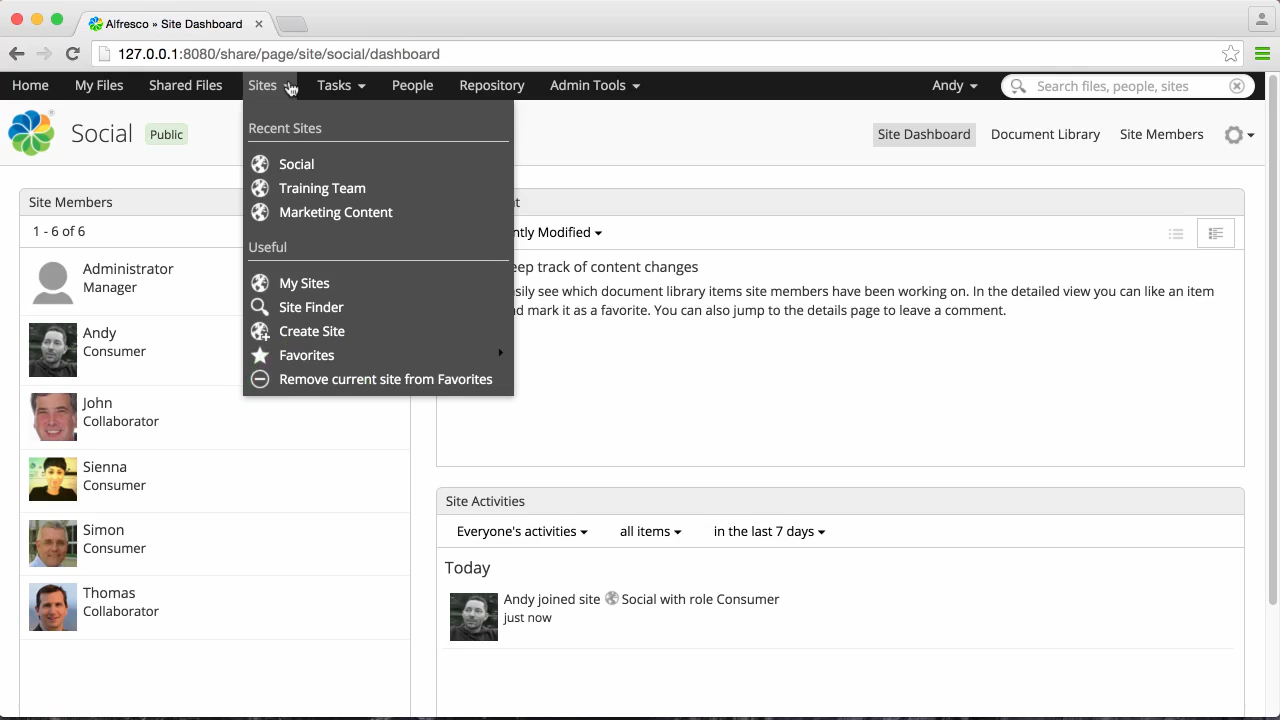 Alfresco » Site Dashboard
127.0.0.1:8080/share/page/site/social/dashboard
Home My Files Shared Files Sites Tasks People Repository Admin Tools Andy Search files, people, sites
Social Public Site Dashboard Document Library Site Members
Recent Sites
Social
Training Team
Marketing Content
Useful
My Sites
Site Finder
Create Site
Favorites
Remove current site from Favorites
Site Members
1 - 6 of 6
Administrator
Manager
Andy
Consumer
John
Collaborator
Sienna
Consumer
Simon
Consumer
Thomas
Collaborator
ntly Modified
eep track of content changes
asily see which document library items site members have been working on. In the detailed view you can like an item
nd mark it as a favorite. You can also jump to the details page to leave a comment.
Site Activities
Everyone's activities all items in the last 7 days
Today
Andy joined site Social with role Consumer
just now